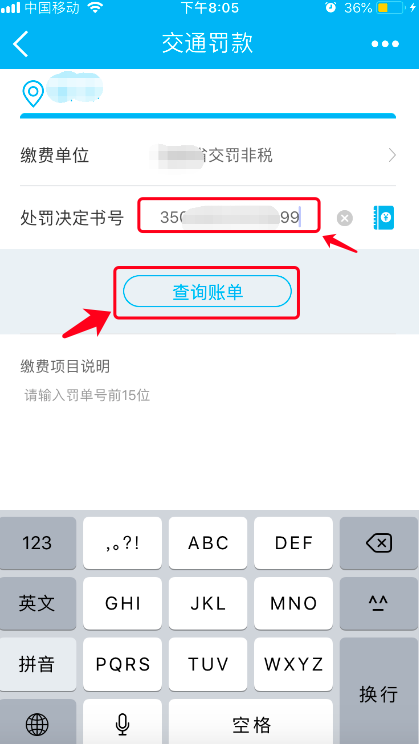 中国移动 下午8:05 36%
交通罚款
缴费单位 省交罚非税
处罚决定书号 350 99
查询账单
缴费项目说明
请输入罚单号前15位
123 ,。?! ABC DEF
英文 GHI JKL MNO ^^
拼音 PQRS TUV WXYZ 换行
空格